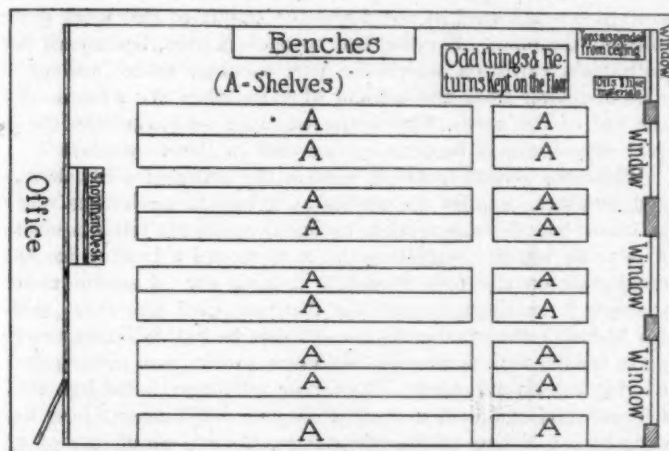 Benches
(A-Shelves)
Odd things & Re-
turns Kept on the Floor
Window
Office
A A
A A
A A
A A
A A
A A
A A
A A
A A
Window
Window
Window